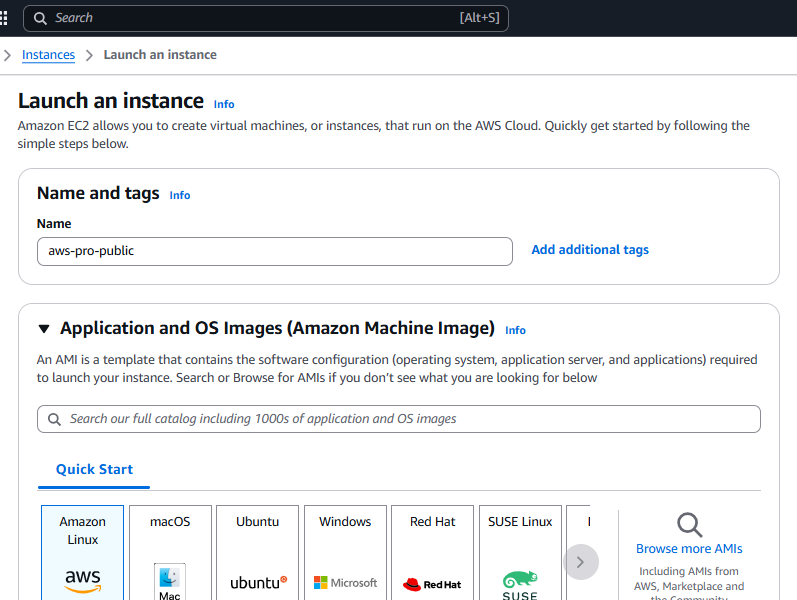 Search [Alt+S]
Instances Launch an instance
Launch an instance Info
Amazon EC2 allows you to create virtual machines, or instances, that run on the AWS Cloud. Quickly get started by following the
simple steps below.
Name and tags Info
Name
aws-pro-public Add additional tags
Application and OS Images (Amazon Machine Image) Info
An AMI is a template that contains the software configuration (operating system, application server, and applications) required
to launch your instance. Search or Browse for AMIs if you don’t see what you are looking for below
Search our full catalog including 1000s of application and OS images
Quick Start
Amazon
Linux
aws
macOS
Mac
Ubuntu
ubuntu
Windows
Microsoft
Red Hat
Red Hat
SUSE Linux
SUSE
Browse more AMIs
Including AMIs from
AWS, Marketplace and
the Community